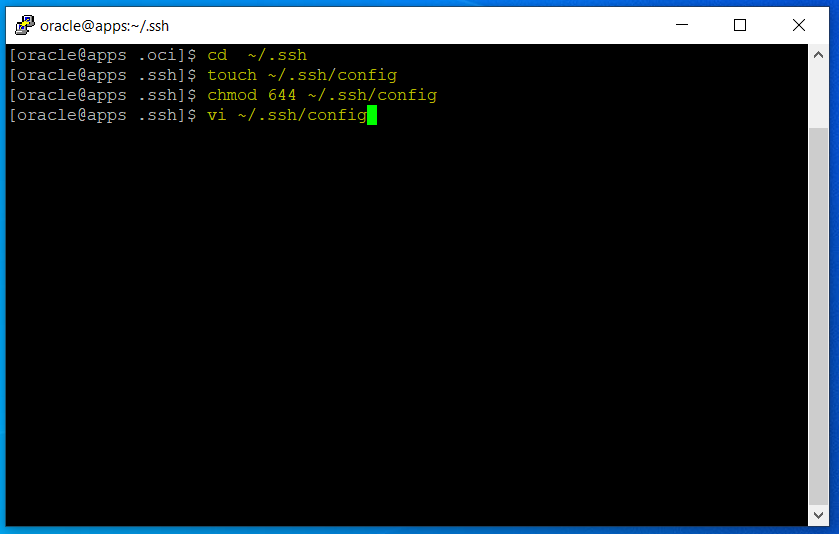 oracle@apps:~/.ssh
[oracle@apps .oci]$ cd  ~/.ssh
[oracle@apps .ssh]$ touch ~/.ssh/config
[oracle@apps .ssh]$ chmod 644 ~/.ssh/config
[oracle@apps .ssh]$ vi ~/.ssh/config